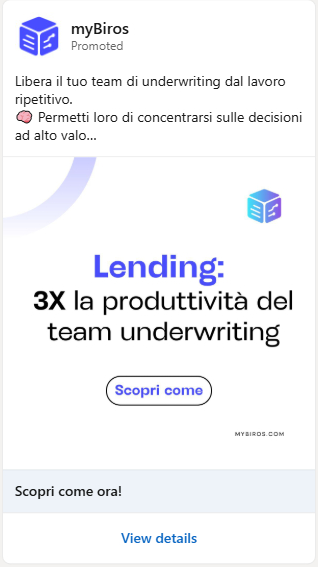 myBiros
Promoted
Libera il tuo team di underwriting dal lavoro
ripetitivo.
🧠 Permetti loro di concentrarsi sulle decisioni
ad alto valo...
Lending:
3X la produttività del
team underwriting
Scopri come
MYBIROS.COM
Scopri come ora!
View details